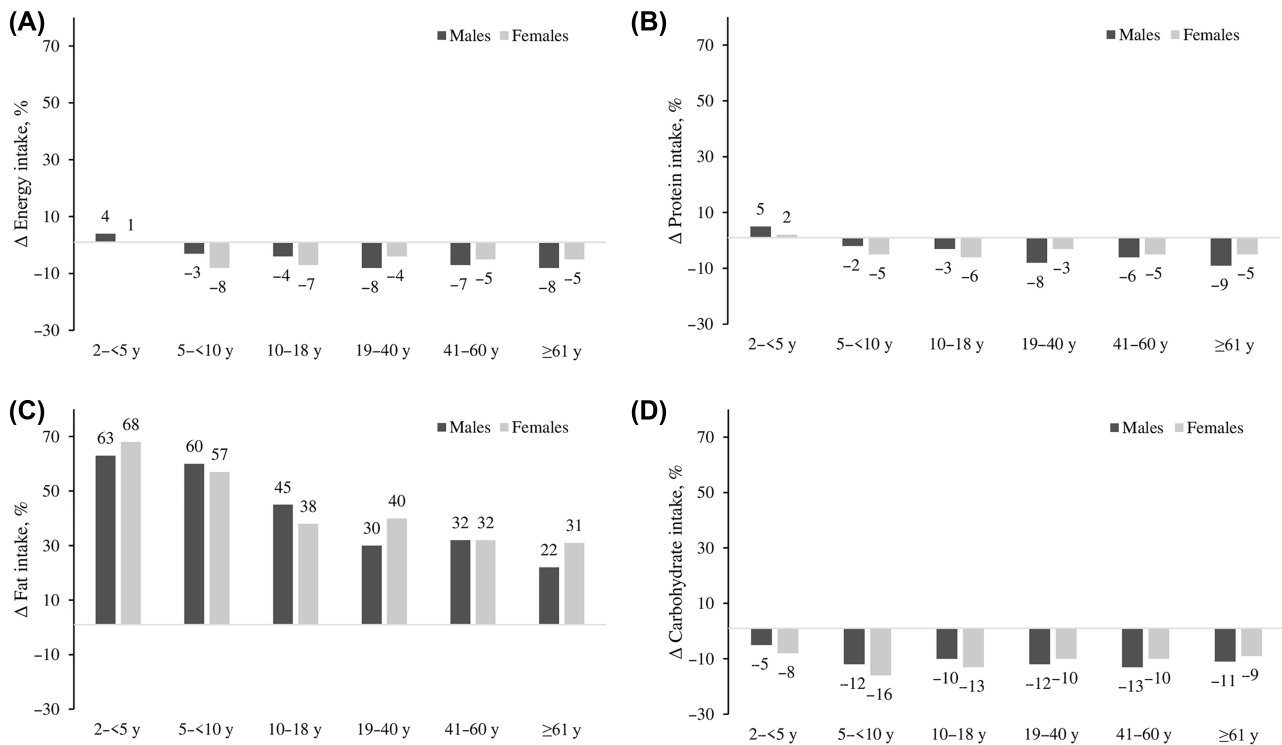 (A)
Males Females
Δ Energy intake, %
70
50
30
10
−10
−30
4 1
−3 −8 −4 −7 −8 −4 −7 −5 −8 −5
2–<5 y 5–<10 y 10–18 y 19–40 y 41–60 y ≥61 y
(B)
Males Females
Δ Protein intake, %
70
50
30
10
−10
−30
5 2
−2 −5 −3 −6 −8 −3 −6 −5 −9 −5
2–<5 y 5–<10 y 10–18 y 19–40 y 41–60 y ≥61 y
(C)
Males Females
Δ Fat intake, %
70
50
30
10
−10
−30
63 68 60 57 45 38 30 40 32 32 22 31
2–<5 y 5–<10 y 10–18 y 19–40 y 41–60 y ≥61 y
(D)
Males Females
Δ Carbohydrate intake, %
70
50
30
10
−10
−30
−5 −8 −12 −16 −10 −13 −12 −10 −13 −10 −11 −9
2–<5 y 5–<10 y 10–18 y 19–40 y 41–60 y ≥61 y